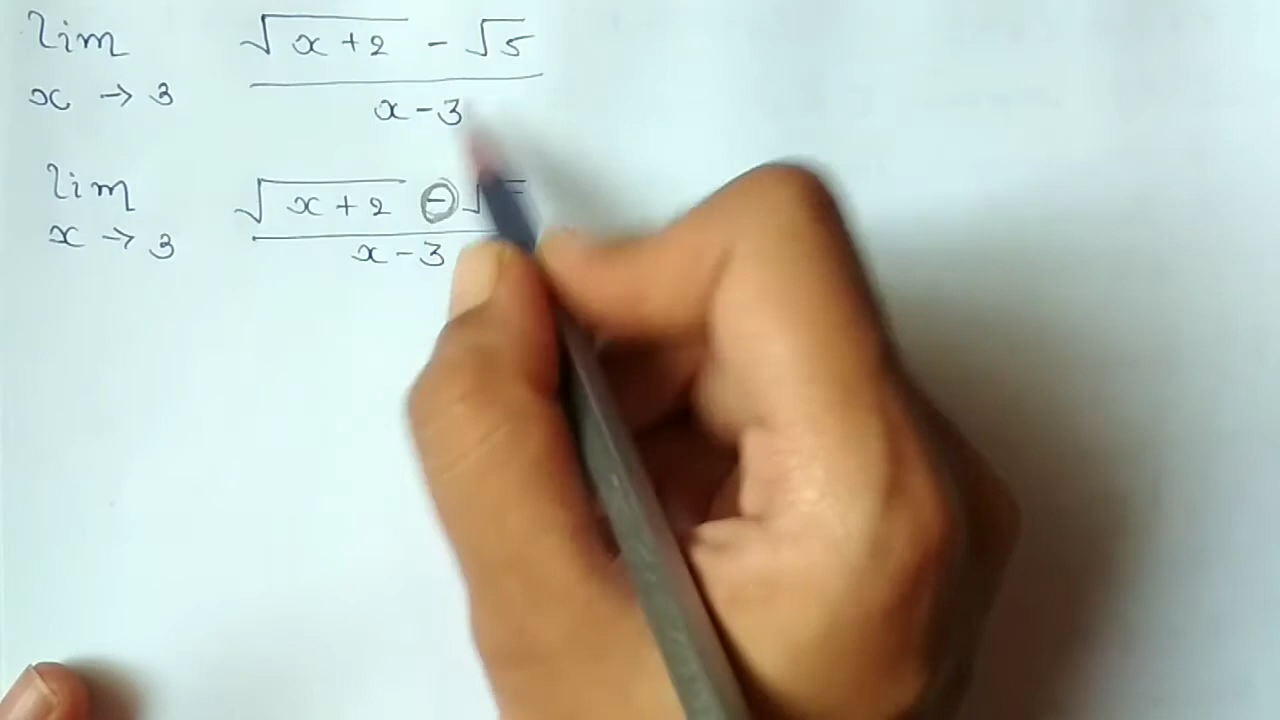 lim √x+2 - √5
x → 3 x-3
lim √x+2 - √
x → 3 x-3